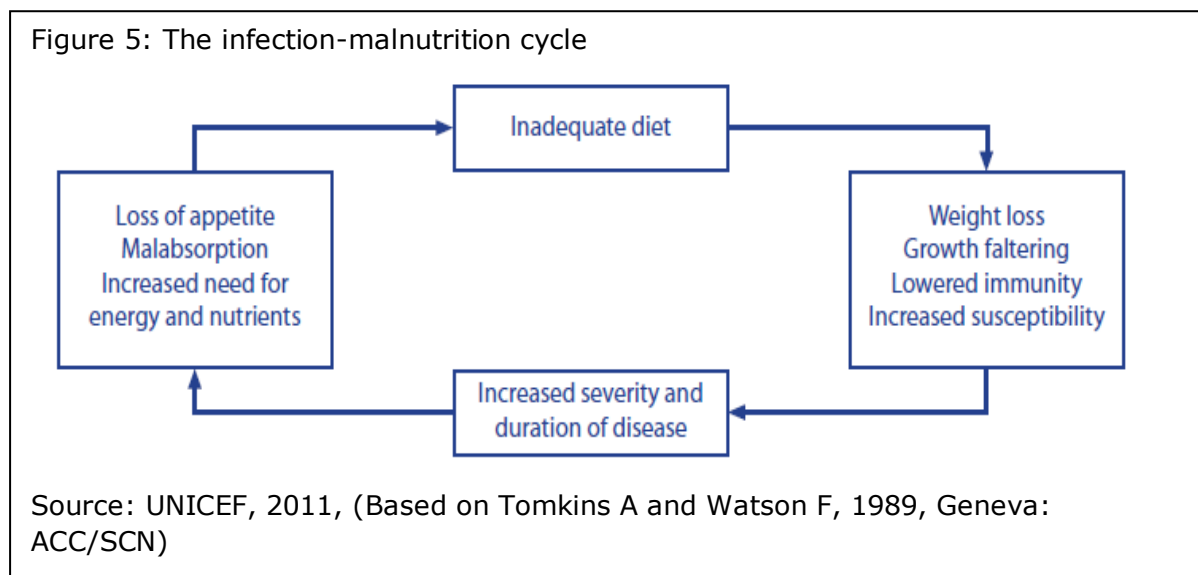 Figure 5: The infection-malnutrition cycle
Inadequate diet
Loss of appetite
Malabsorption
Increased need for
energy and nutrients
Weight loss
Growth faltering
Lowered immunity
Increased susceptibility
Increased severity and
duration of disease
Source: UNICEF, 2011, (Based on Tomkins A and Watson F, 1989, Geneva:
ACC/SCN)